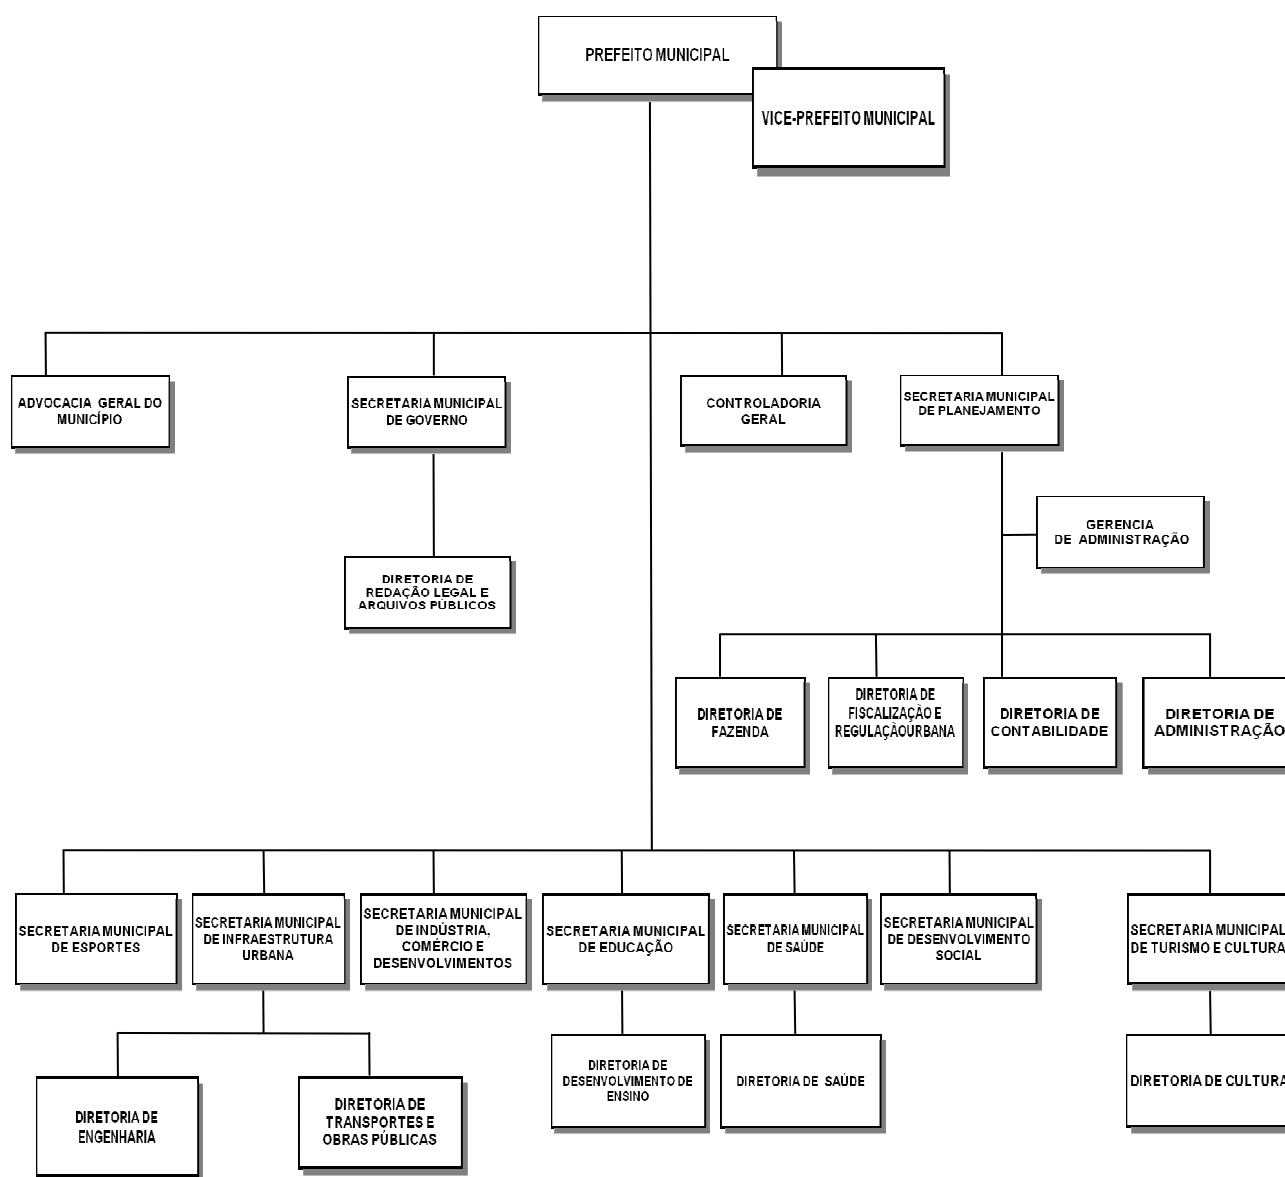 PREFEITO MUNICIPAL
VICE-PREFEITO MUNICIPAL
ADVOCACIA GERAL DO
MUNICÍPIO
SECRETARIA MUNICIPAL
DE GOVERNO
CONTROLADORIA
GERAL
SECRETARIA MUNICIPAL
DE PLANEJAMENTO
GERENCIA
DE ADMINISTRAÇÃO
DIRETORIA DE
REDAÇÃO LEGAL E
ARQUIVOS PÚBLICOS
DIRETORIA DE
FAZENDA
DIRETORIA DE
FISCALIZAÇÃO E
REGULAÇÃOURBANA
DIRETORIA DE
CONTABILIDADE
DIRETORIA DE
ADMINISTRAÇÃO
SECRETARIA MUNICIPAL
DE ESPORTES
SECRETARIA MUNICIPAL
DE INFRAESTRUTURA
URBANA
SECRETARIA MUNICIPAL
DE INDÚSTRIA,
COMÉRCIO E
DESENVOLVIMENTOS
SECRETARIA MUNICIPAL
DE EDUCAÇÃO
SECRETARIA MUNICIPAL
DE SAÚDE
SECRETARIA MUNICIPAL
DE DESENVOLVIMENTO
SOCIAL
SECRETARIA MUNICIPAL
DE TURISMO E CULTURA
DIRETORIA DE
ENGENHARIA
DIRETORIA DE
TRANSPORTES E
OBRAS PÚBLICAS
DIRETORIA DE
DESENVOLVIMENTO DE
ENSINO
DIRETORIA DE SAÚDE
DIRETORIA DE CULTURA